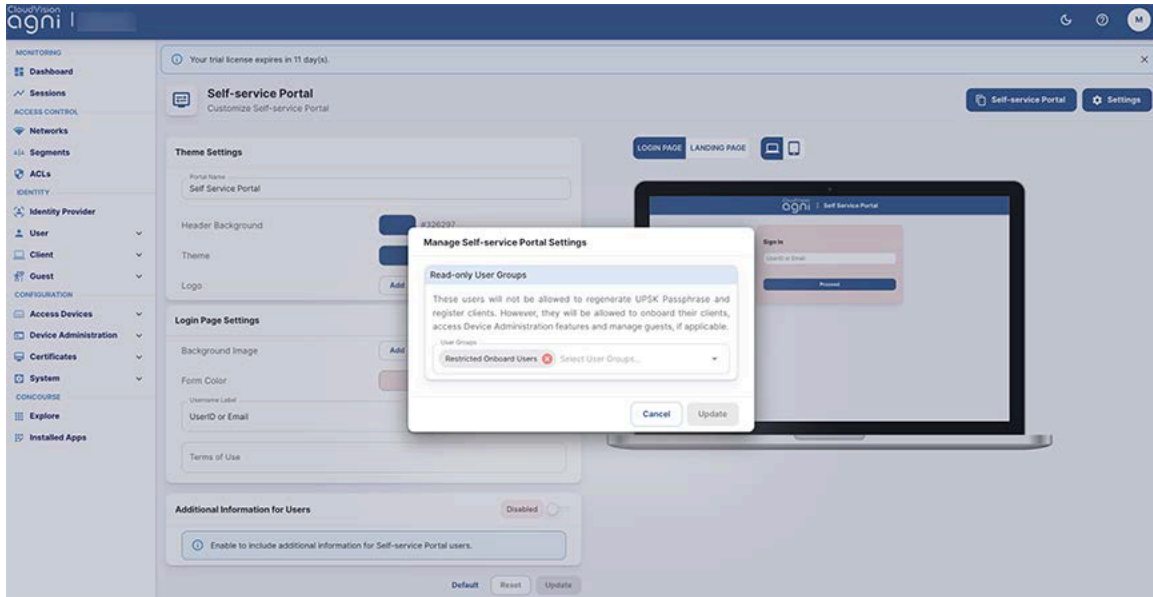 CloudVision
agni
M
MONITORING
Dashboard
Sessions
ACCESS CONTROL
Networks
Segments
ACLs
IDENTITY
Identity Provider
User
Client
Guest
CONFIGURATION
Access Devices
Device Administration
Certificates
System
CONCOURSE
Explore
Installed Apps
Your trial license expires in 11 day(s).
Self-service Portal
Customize Self-service Portal
Self-service Portal
Settings
Theme Settings
Portal Name
Self Service Portal
Header Background
#326297
Theme
Logo
Add
Login Page Settings
Background Image
Add
Form Color
Username Label
UserID or Email
Terms of Use
Additional Information for Users
Disabled
Enable to include additional information for Self-service Portal users.
Default
Reset
Update
LOGIN PAGE
LANDING PAGE
CloudVision
agni
Self Service Portal
Sign In
UserID or Email
Proceed
Manage Self-service Portal Settings
Read-only User Groups
These users will not be allowed to regenerate UPSK Passphrase and
register clients. However, they will be allowed to onboard their clients,
access Device Administration features and manage guests, if applicable.
User Groups
Restricted Onboard Users
Select User Groups...
Cancel
Update